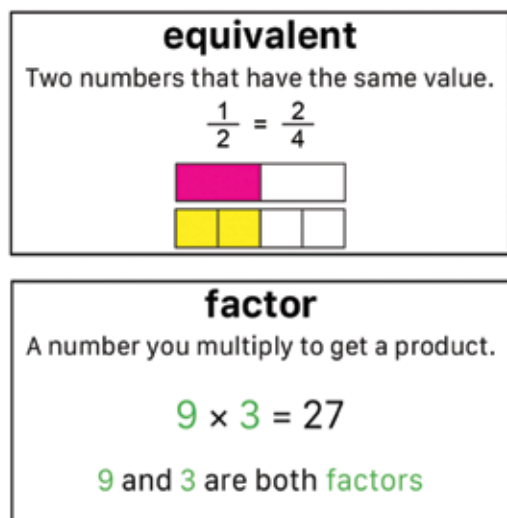 equivalent
Two numbers that have the same value.
1/2 = 2/4
factor
A number you multiply to get a product.
9 × 3 = 27
9 and 3 are both factors